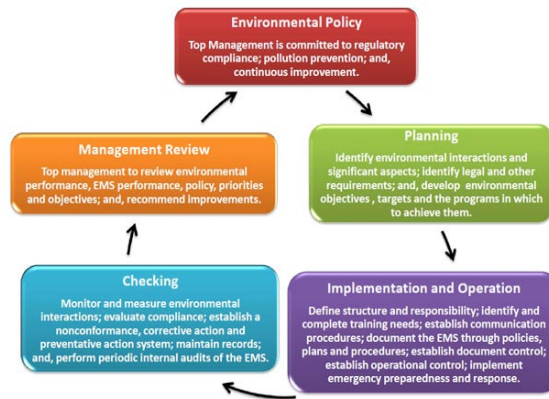 Environmental Policy
Top Management is committed to regulatory
compliance; pollution prevention; and,
continuous improvement.
Planning
Identify environmental interactions and
significant aspects; identify legal and other
requirements; and, develop environmental
objectives , targets and the programs in which
to achieve them.
Implementation and Operation
Define structure and responsibility; identify and
complete training needs; establish communication
procedures; document the EMS through policies,
plans and procedures; establish document control;
establish operational control; implement
emergency preparedness and response.
Checking
Monitor and measure environmental
interactions; evaluate compliance; establish a
nonconformance, corrective action and
preventative action system; maintain records;
and, perform periodic internal audits of the EMS.
Management Review
Top management to review environmental
performance, EMS performance, policy, priorities
and objectives; and, recommend improvements.